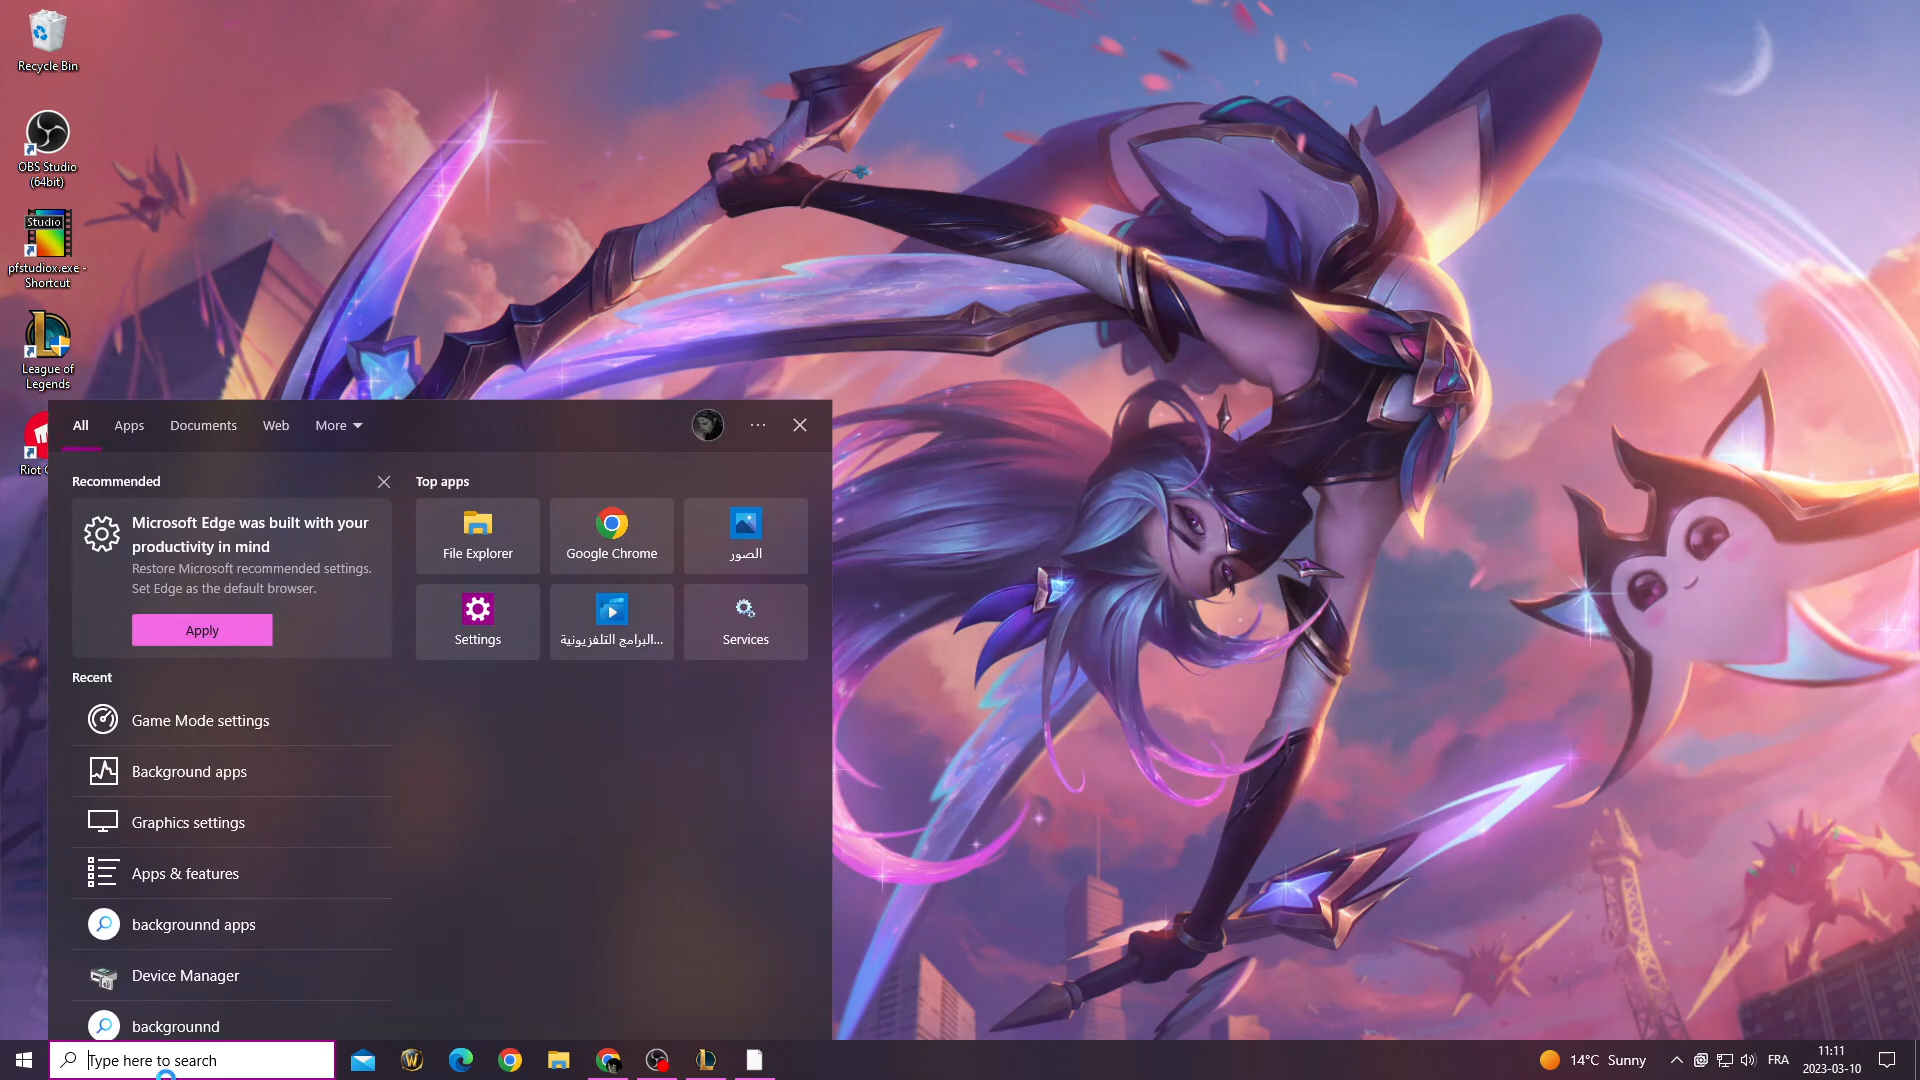 Recycle Bin
OBS Studio
(64bit)
Studio
pfstudiox.exe -
Shortcut
League of
Legends
Riot
All
Apps
Documents
Web
More
Recommended
Microsoft Edge was built with your
productivity in mind
Restore Microsoft recommended settings.
Set Edge as the default browser.
Apply
Top apps
File Explorer
Google Chrome
الصور
Settings
البرامج التلفزيونية...
Services
Recent
Game Mode settings
Background apps
Graphics settings
Apps & features
backgrounnd apps
Device Manager
backgrounnd
Type here to search
14°C Sunny
FRA
11:11
2023-03-10